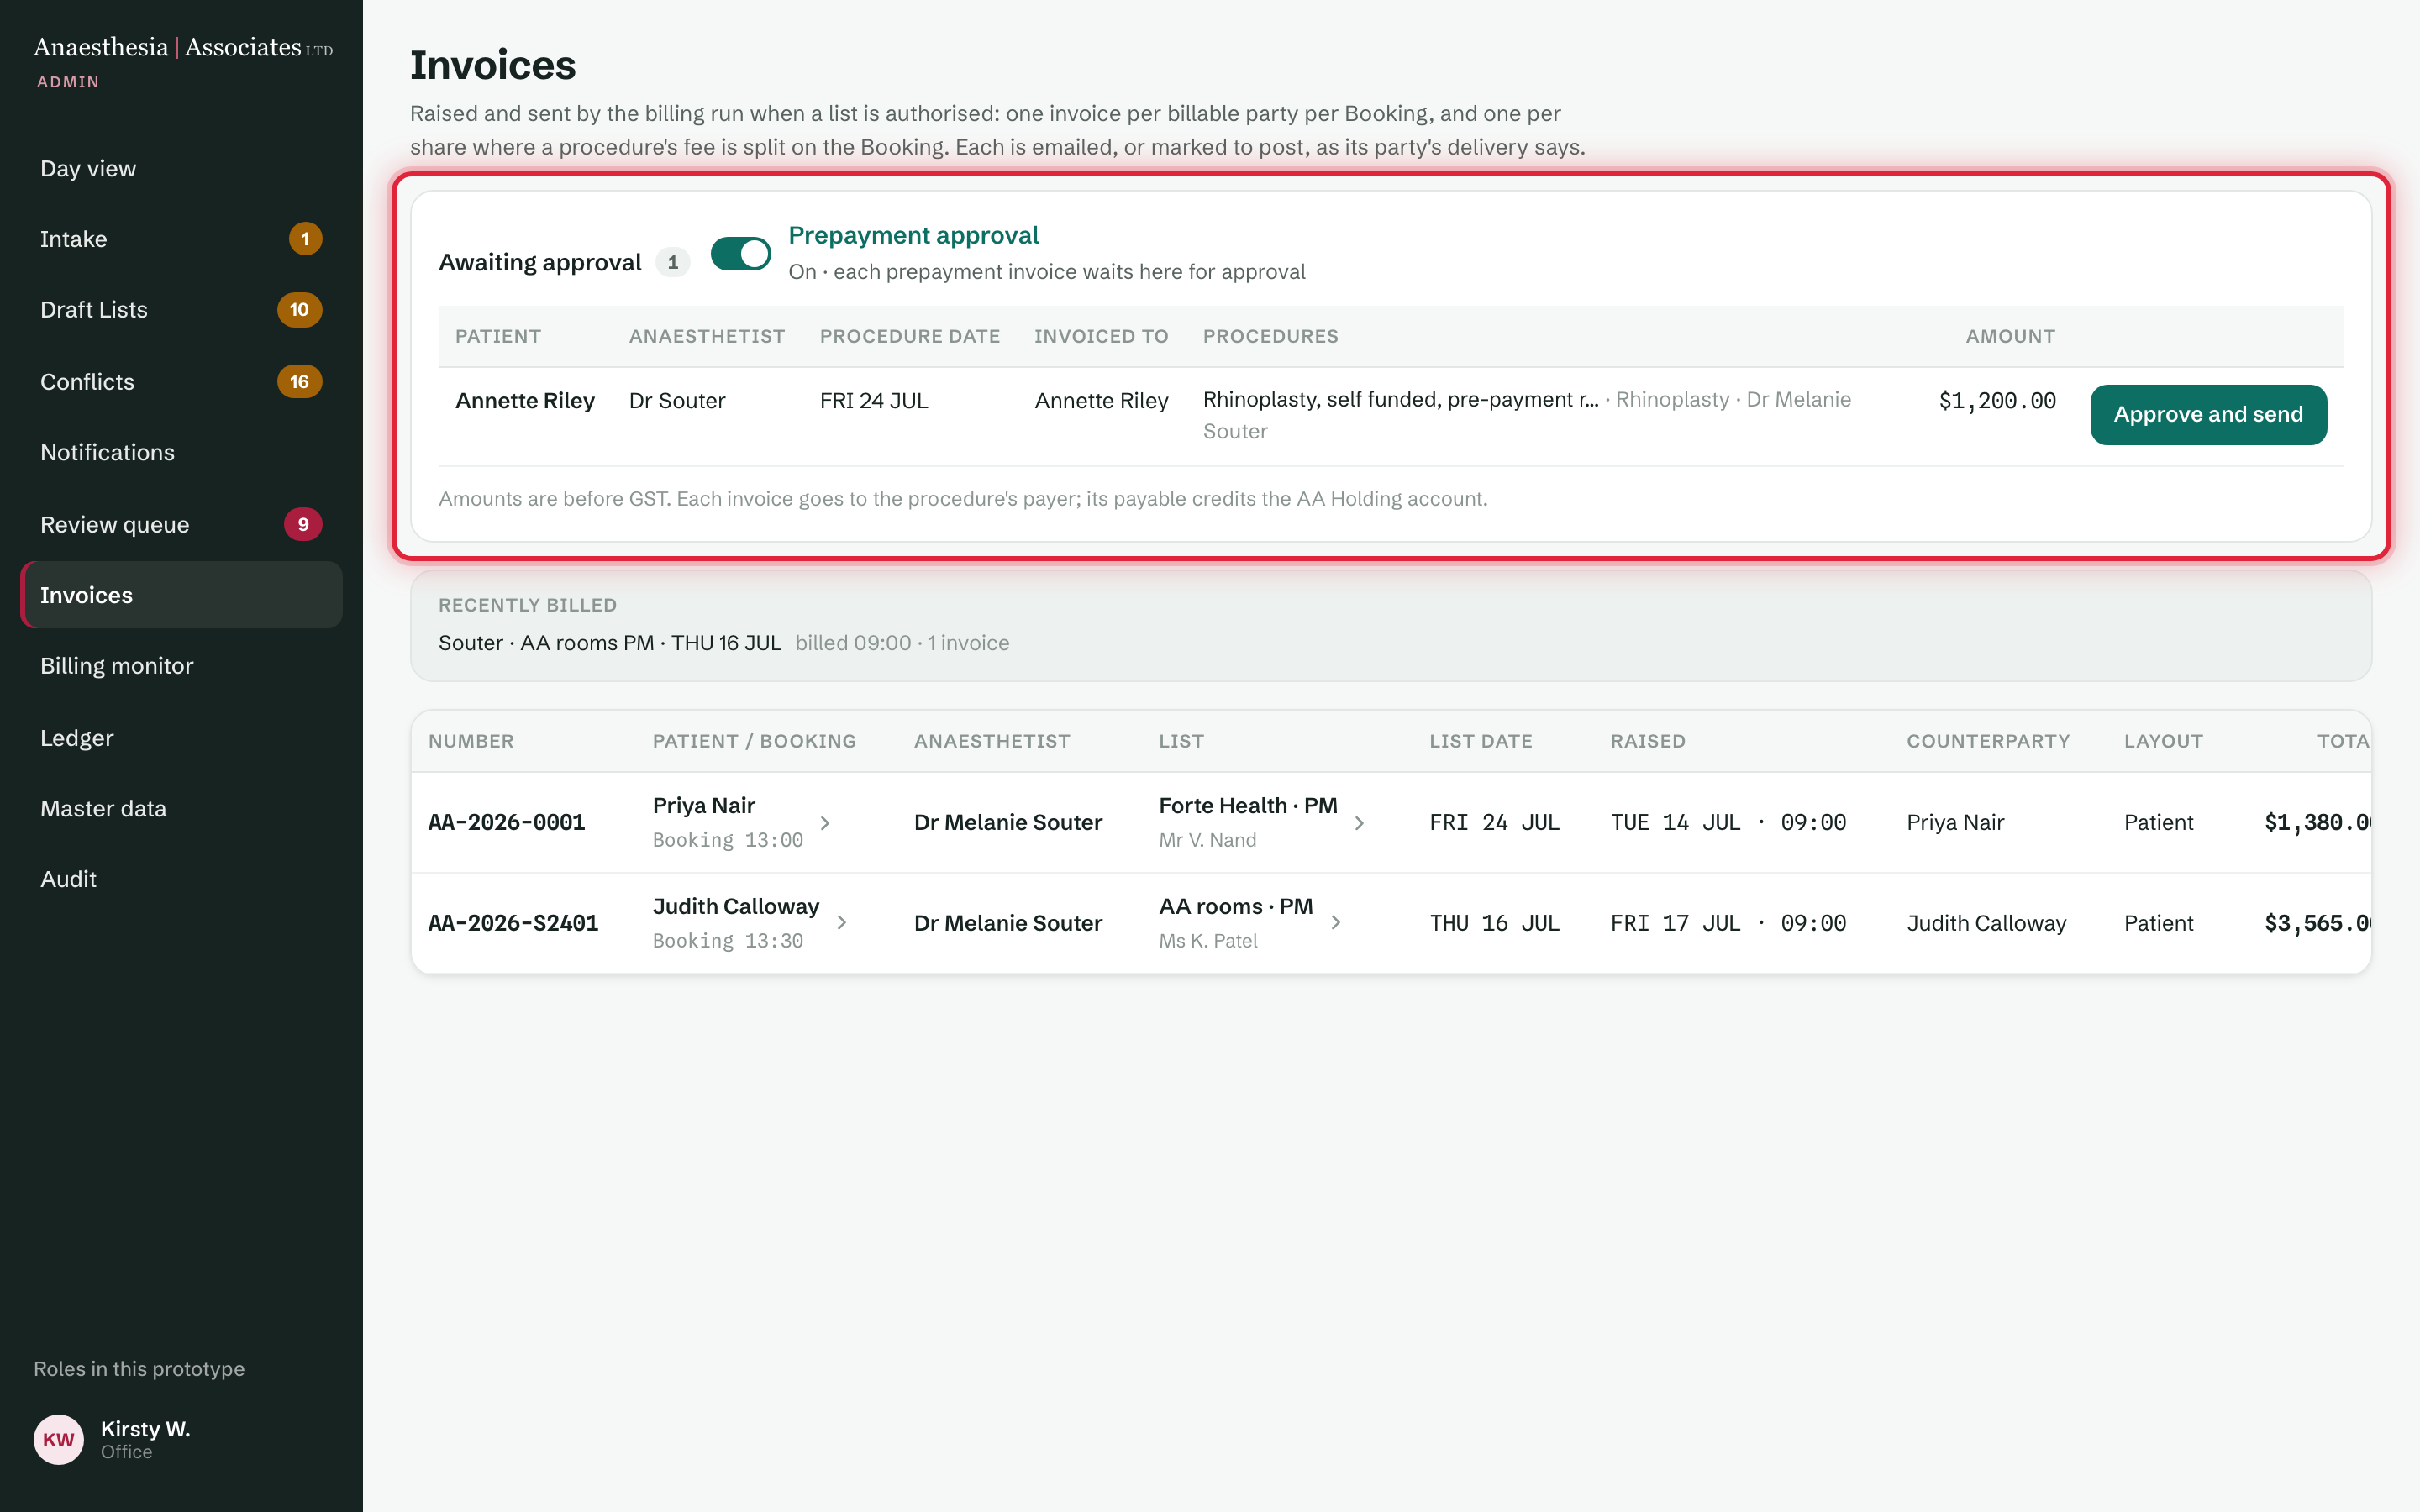 Anaesthesia | Associates LTD
ADMIN
Day view
Intake 1
Draft Lists 10
Conflicts 16
Notifications
Review queue 9
Invoices
Billing monitor
Ledger
Master data
Audit
Roles in this prototype
KW
Kirsty W.
Office
Invoices
Raised and sent by the billing run when a list is authorised: one invoice per billable party per Booking, and one per
share where a procedure's fee is split on the Booking. Each is emailed, or marked to post, as its party's delivery says.
Awaiting approval 1
Prepayment approval
On · each prepayment invoice waits here for approval
PATIENT ANAESTHETIST PROCEDURE DATE INVOICED TO PROCEDURES AMOUNT
Annette Riley Dr Souter FRI 24 JUL Annette Riley Rhinoplasty, self funded, pre-payment r... · Rhinoplasty · Dr Melanie $1,200.00 Approve and send
Souter
Amounts are before GST. Each invoice goes to the procedure's payer; its payable credits the AA Holding account.
RECENTLY BILLED
Souter · AA rooms PM · THU 16 JUL billed 09:00 · 1 invoice
NUMBER PATIENT / BOOKING ANAESTHETIST LIST LIST DATE RAISED COUNTERPARTY LAYOUT TOTA
AA-2026-0001 Priya Nair Dr Melanie Souter Forte Health · PM FRI 24 JUL TUE 14 JUL · 09:00 Priya Nair Patient $1,380.0
Booking 13:00 Mr V. Nand
AA-2026-S2401 Judith Calloway Dr Melanie Souter AA rooms · PM THU 16 JUL FRI 17 JUL · 09:00 Judith Calloway Patient $3,565.0
Booking 13:30 Ms K. Patel